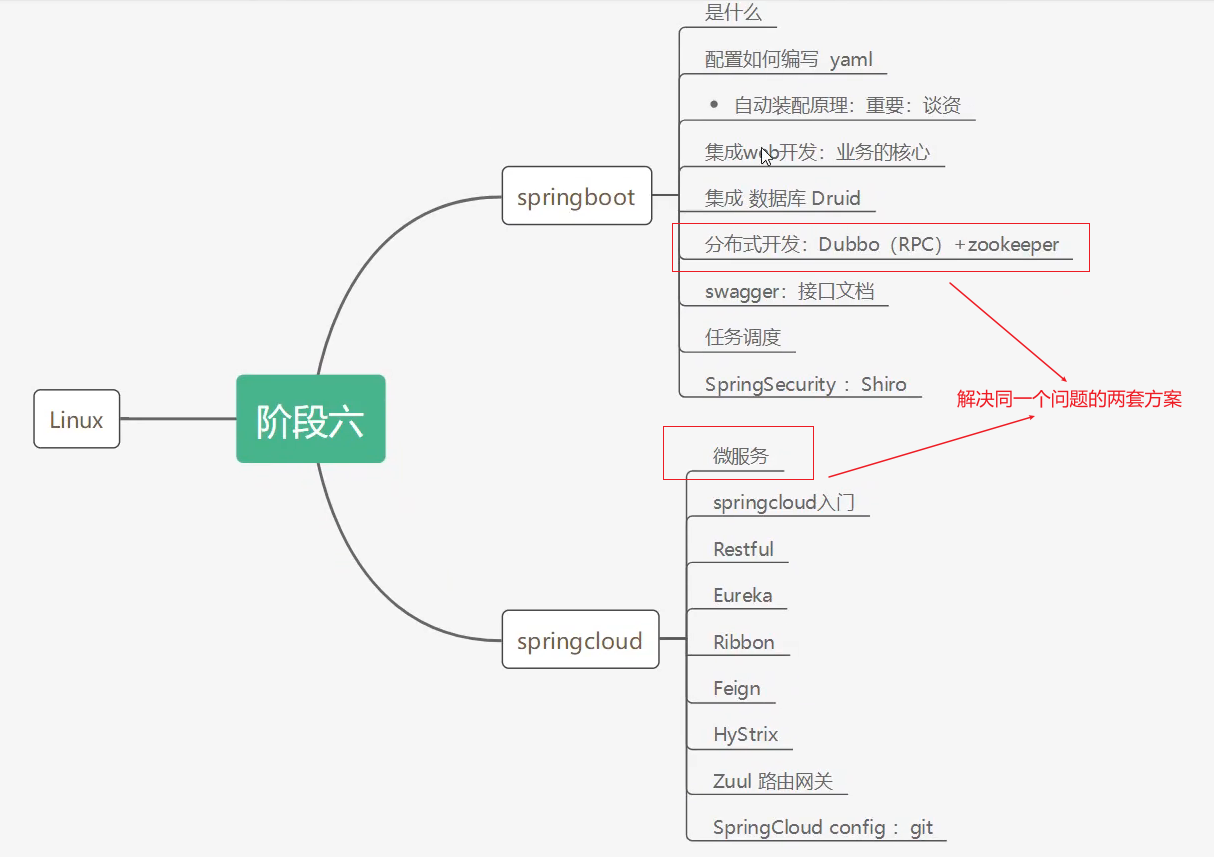 是什么
配置如何编写 yaml
自动装配原理：重要：谈资
集成web开发：业务的核心
springboot
集成 数据库 Druid
分布式开发：Dubbo（RPC）+zookeeper
swagger：接口文档
任务调度
SpringSecurity ：Shiro
解决同一个问题的两套方案
Linux
阶段六
微服务
springcloud入门
Restful
Eureka
springcloud
Ribbon
Feign
HyStrix
Zuul 路由网关
SpringCloud config ：git